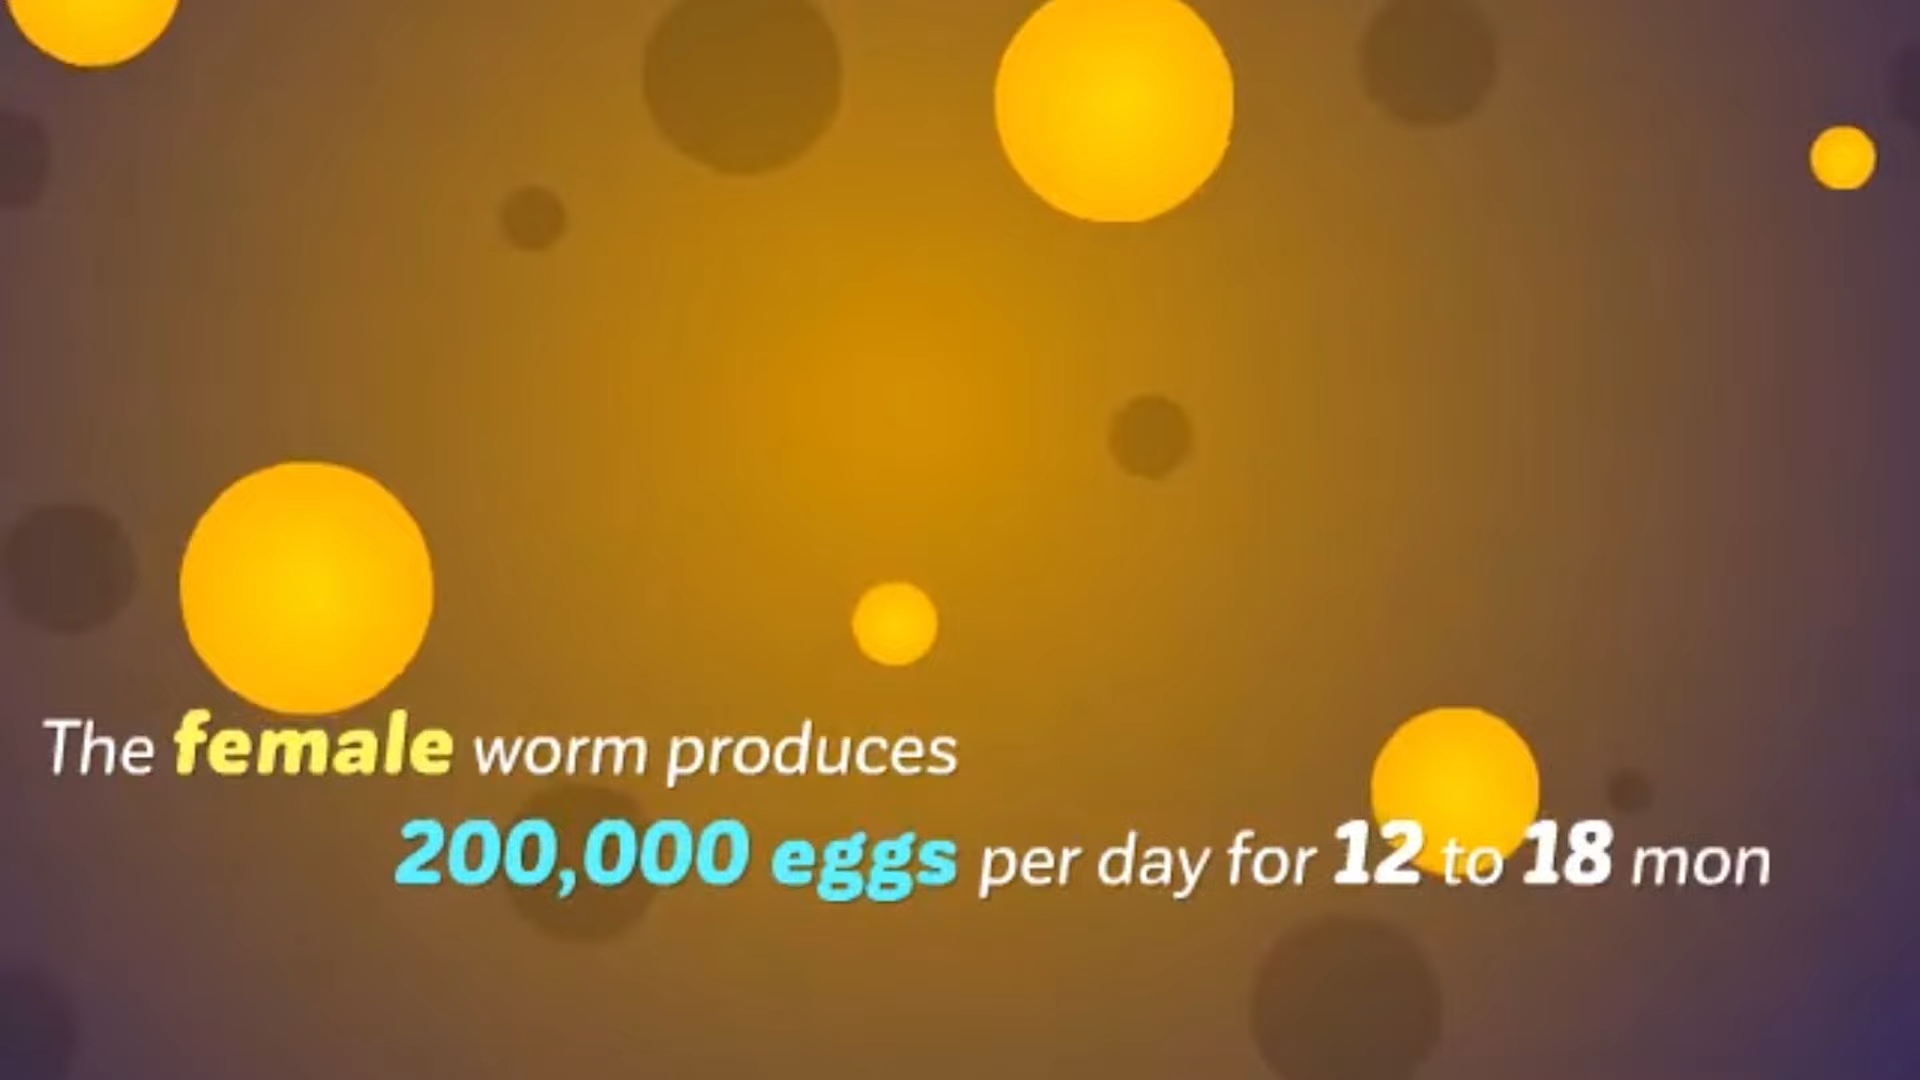 The female worm produces
200,000 eggs per day for 12 to 18 mon